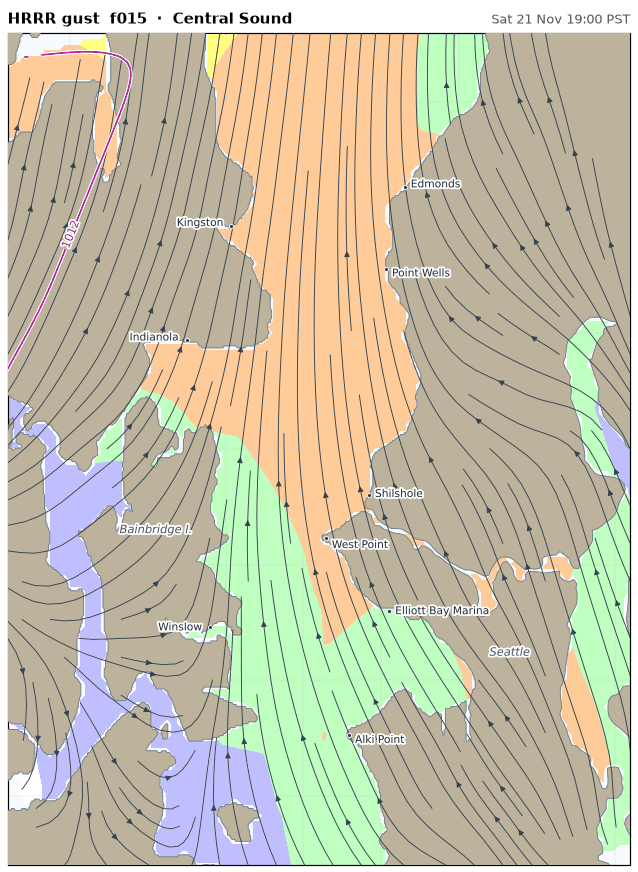 HRRR gust f015 · Central Sound
Sat 21 Nov 19:00 PST
Edmonds
Kingston
1012
Point Wells
Indianola
Shilshole
Bainbridge I.
West Point
Elliott Bay Marina
Winslow
Seattle
Alki Point